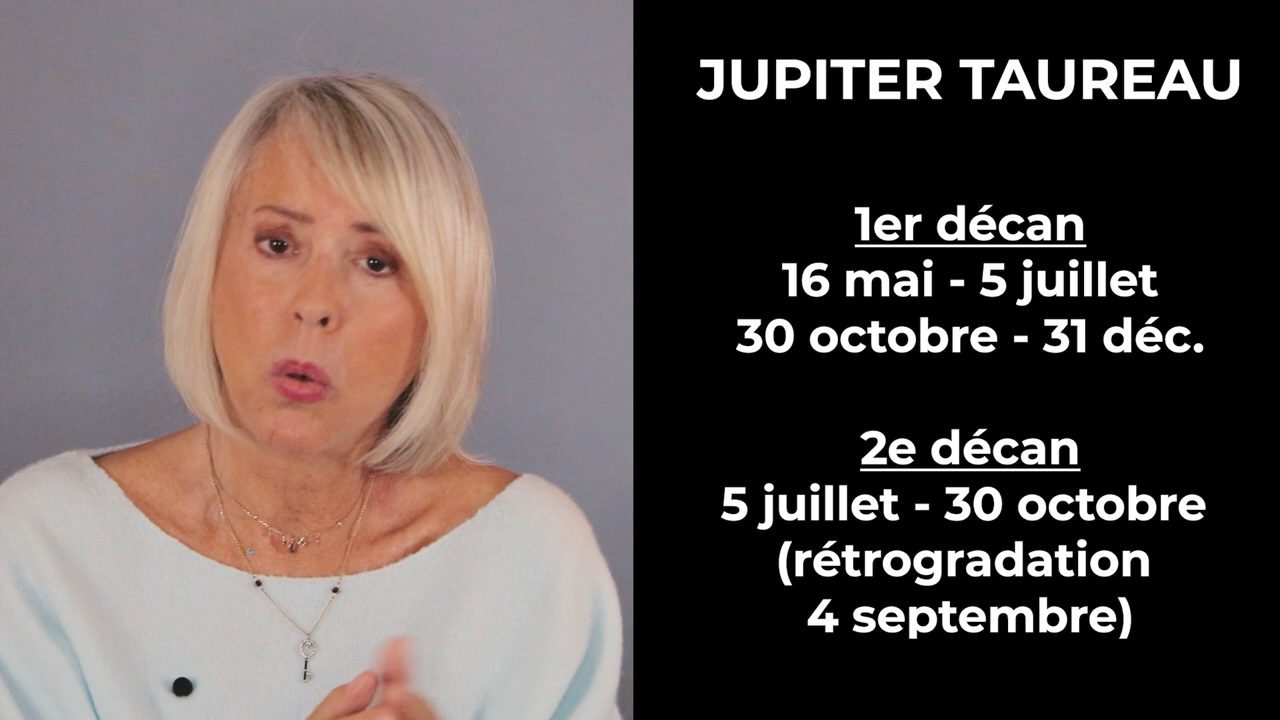 JUPITER TAUREAU
1er décan
16 mai - 5 juillet
30 octobre - 31 déc.
2e décan
5 juillet - 30 octobre
(rétrogradation
4 septembre)